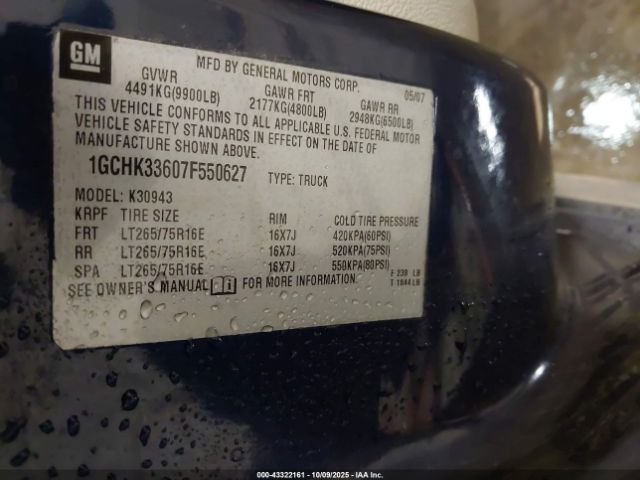 GM
MFD BY GENERAL MOTORS CORP. 05/07
GVWR GAWR FRT GAWR RR
4491KG(9900LB) 2177KG(4800LB) 2948KG(6500LB)
THIS VEHICLE CONFORMS TO ALL APPLICABLE U.S. FEDERAL MOTOR
VEHICLE SAFETY STANDARDS IN EFFECT ON THE DATE OF
MANUFACTURE SHOWN ABOVE.
1GCHK33607F550627 TYPE: TRUCK
MODEL: K30943
KRPF TIRE SIZE RIM COLD TIRE PRESSURE
FRT LT265/75R16E 16X7J 420KPA(60PSI)
RR LT265/75R16E 16X7J 520KPA(75PSI)
SPA LT265/75R16E 16X7J 550KPA(80PSI)
SEE OWNER'S MANUAL FOR MORE INFORMATION.
F 239 LB
T 1844 LB
000-43322161 - 10/09/2025 - IAA Inc.